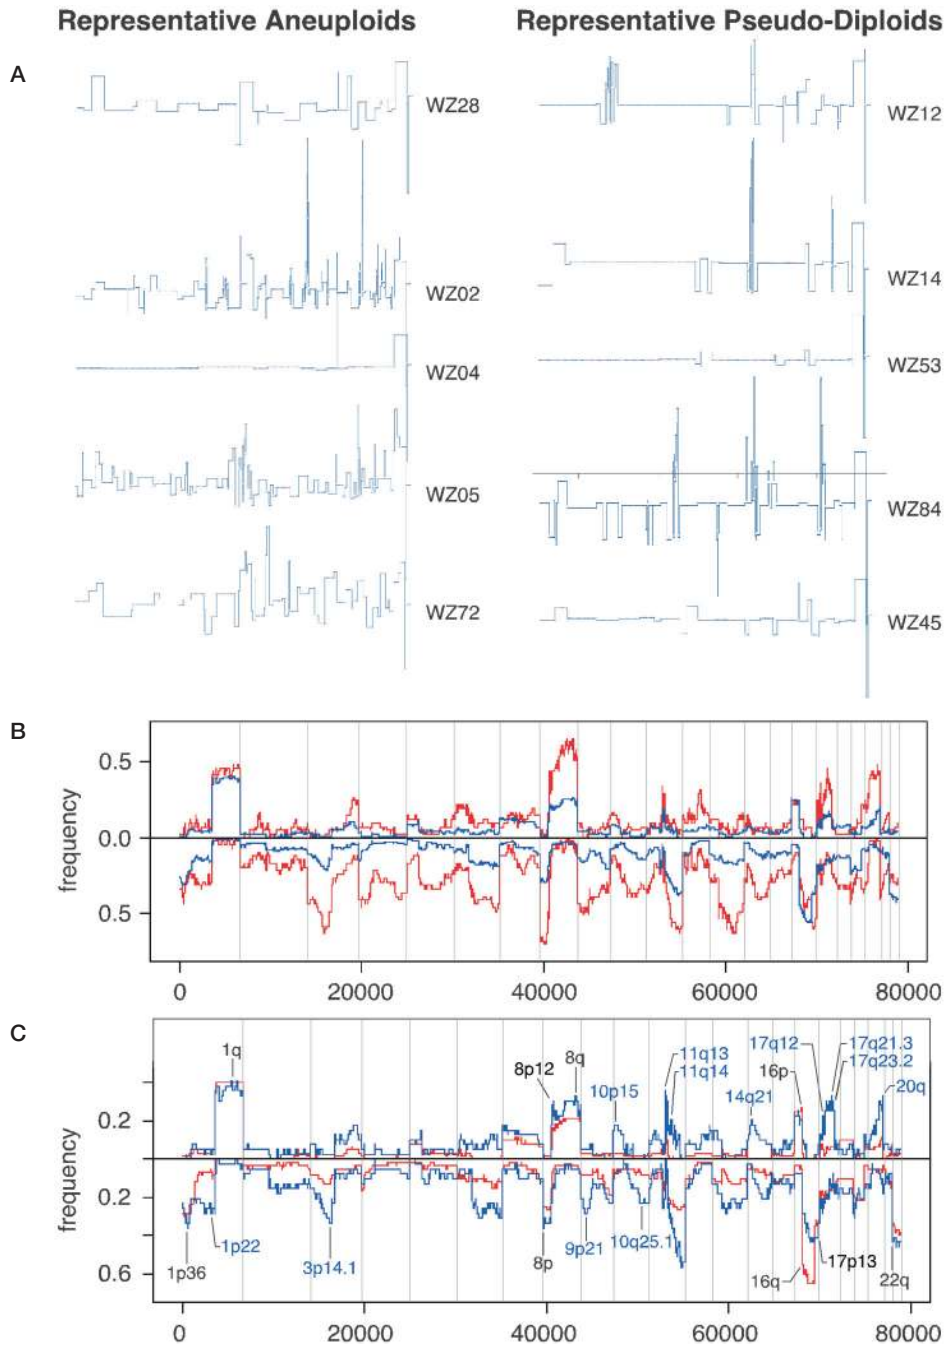 Representative Aneuploids
Representative Pseudo-Diploids
A
WZ28
WZ02
WZ04
WZ05
WZ72
WZ12
WZ14
WZ53
WZ84
WZ45
B
frequency
0.5
0.0
0.5
0
20000
40000
60000
80000
C
frequency
0.2
0.2
0.6
1q
8p12
8q
10p15
11q13
11q14
14q21
17q12
16p
17q21.3
17q23.2
20q
1p36
1p22
3p14.1
8p
9p21
10q25.1
16q
17p13
22q
0
20000
40000
60000
80000